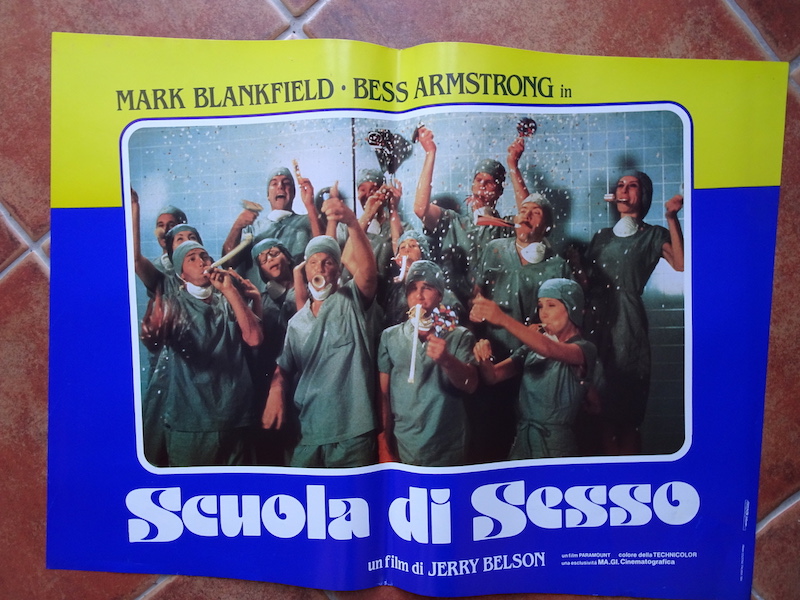 MARK BLANKFIELD · BESS ARMSTRONG in
Scuola di Sesso
un film di JERRY BELSON
un film PARAMOUNT colore della TECHNICOLOR
una esclusività MA.GI. Cinematografica